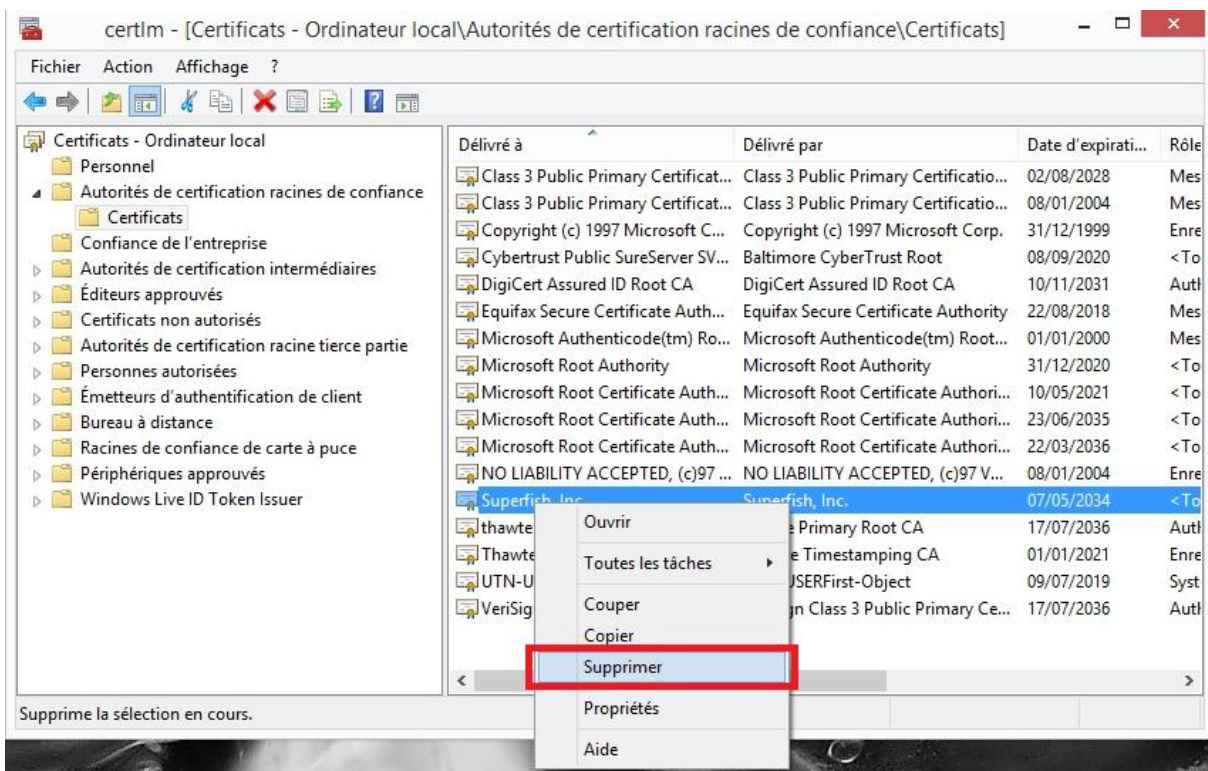 certlm - [Certificats - Ordinateur local\Autorités de certification racines de confiance\Certificats]
Fichier Action Affichage ?
Certificats - Ordinateur local
Personnel
Autorités de certification racines de confiance
Certificats
Confiance de l'entreprise
Autorités de certification intermédiaires
Éditeurs approuvés
Certificats non autorisés
Autorités de certification racine tierce partie
Personnes autorisées
Émetteurs d'authentification de client
Bureau à distance
Racines de confiance de carte à puce
Périphériques approuvés
Windows Live ID Token Issuer
Délivré à Délivré par Date d'expirati... Rôle
Class 3 Public Primary Certificat... Class 3 Public Primary Certificatio... 02/08/2028 Mes
Class 3 Public Primary Certificat... Class 3 Public Primary Certificatio... 08/01/2004 Mes
Copyright (c) 1997 Microsoft C... Copyright (c) 1997 Microsoft Corp. 31/12/1999 Enre
Cybertrust Public SureServer SV... Baltimore CyberTrust Root 08/09/2020 <To
DigiCert Assured ID Root CA DigiCert Assured ID Root CA 10/11/2031 Auth
Equifax Secure Certificate Auth... Equifax Secure Certificate Authority 22/08/2018 Mes
Microsoft Authenticode(tm) Ro... Microsoft Authenticode(tm) Root... 01/01/2000 Mes
Microsoft Root Authority Microsoft Root Authority 31/12/2020 <To
Microsoft Root Certificate Auth... Microsoft Root Certificate Authori... 10/05/2021 <To
Microsoft Root Certificate Auth... Microsoft Root Certificate Authori... 23/06/2035 <To
Microsoft Root Certificate Auth... Microsoft Root Certificate Authori... 22/03/2036 <To
NO LIABILITY ACCEPTED, (c)97 ... NO LIABILITY ACCEPTED, (c)97 V... 08/01/2004 Enre
Superfish, Inc. Superfish, Inc. 07/05/2034 <To
thawte Primary Root CA 17/07/2036 Auth
Thawte Timestamping CA 01/01/2021 Enre
UTN-U USERFirst-Object 09/07/2019 Syst
VeriSig gn Class 3 Public Primary Ce... 17/07/2036 Auth
Ouvrir
Toutes les tâches
Couper
Copier
Supprimer
Propriétés
Aide
Supprime la sélection en cours.